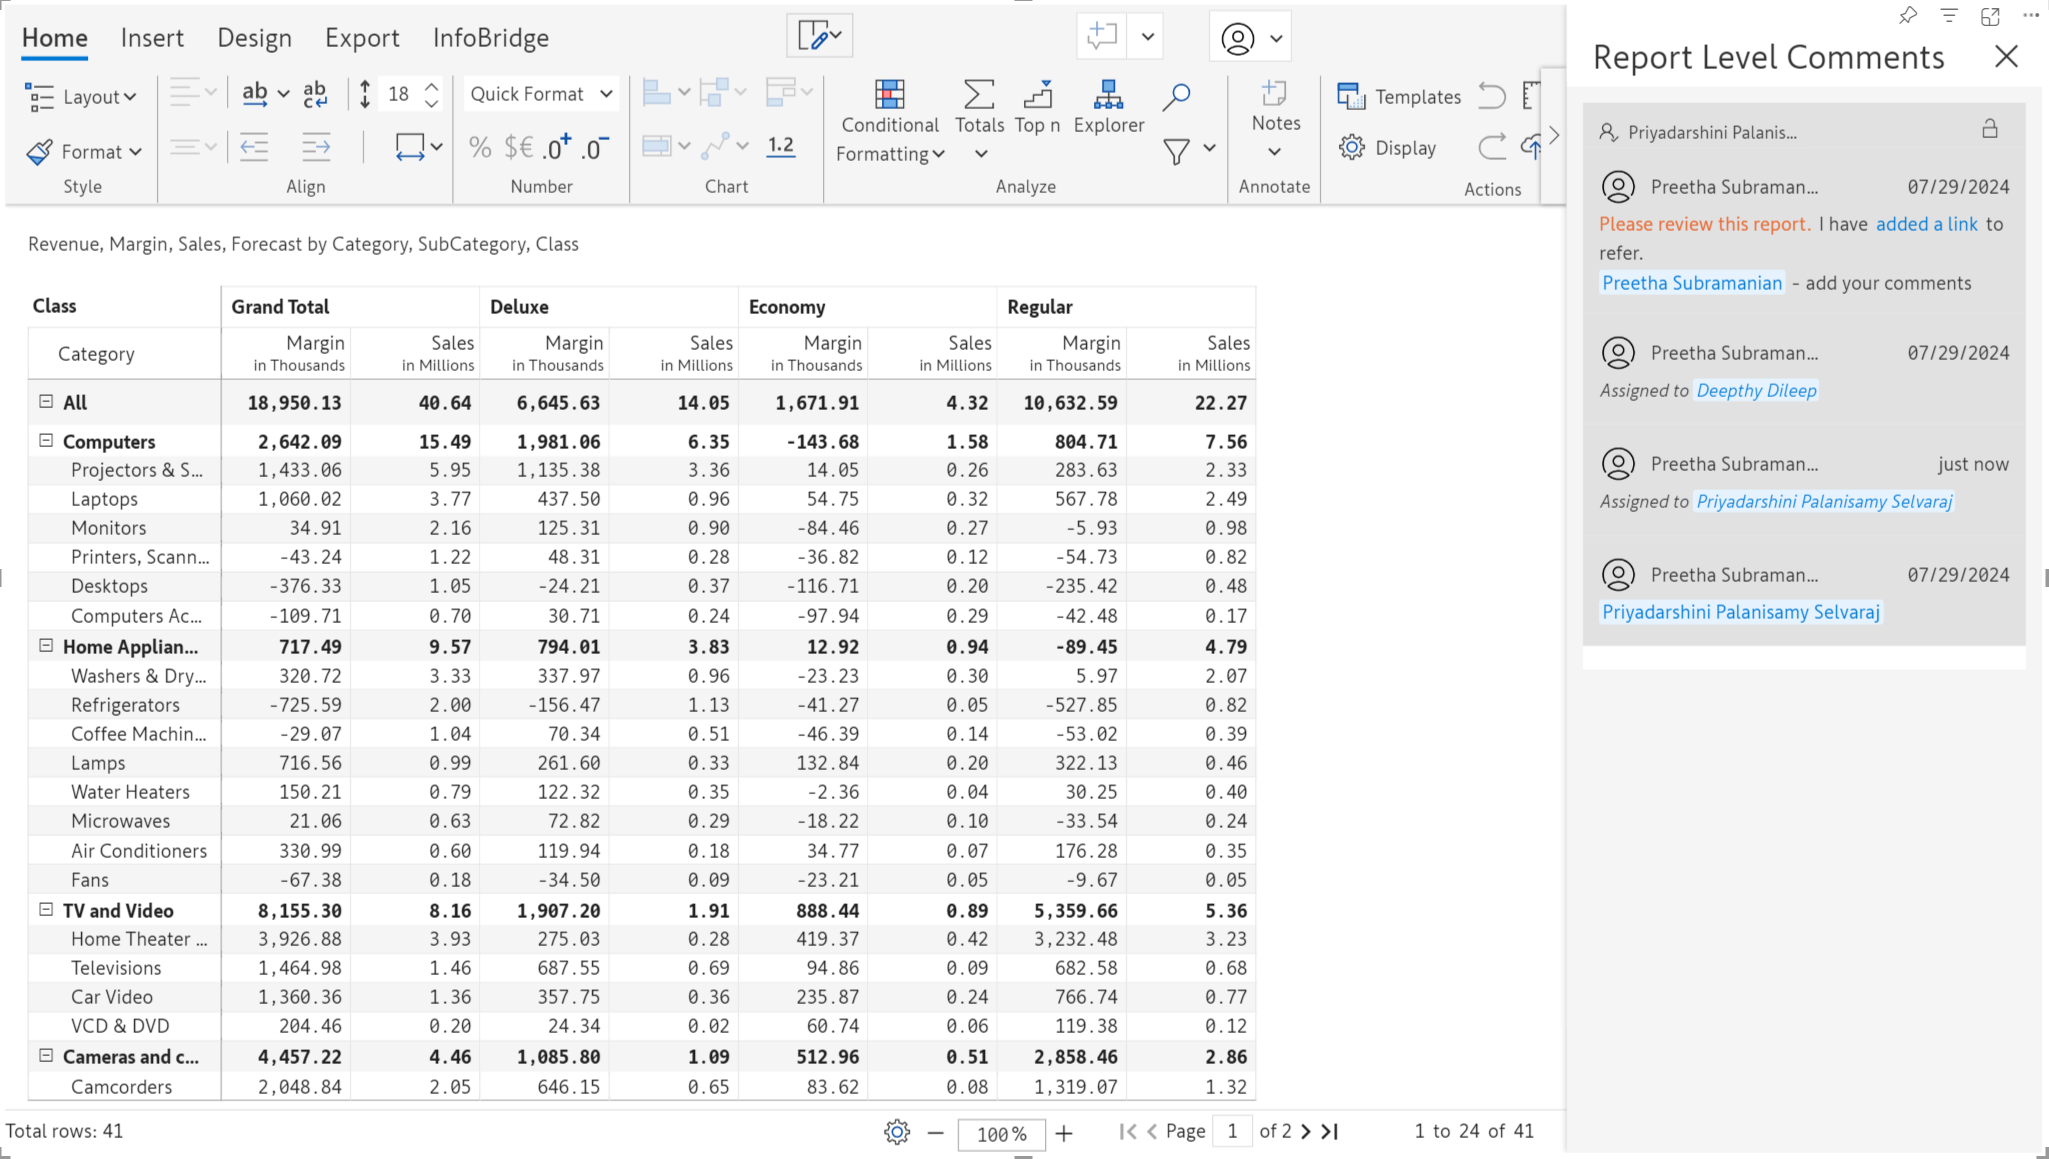 Home Insert Design Export InfoBridge
Layout ab ab 18 Quick Format
Format % $€ .0+ .0- 1.2
Conditional Formatting Totals Top n Explorer
Notes Templates
Display
Style Align Number Chart Analyze Annotate Actions
Revenue, Margin, Sales, Forecast by Category, SubCategory, Class
Class Grand Total Deluxe Economy Regular
Category Margin in Thousands Sales in Millions Margin in Thousands Sales in Millions Margin in Thousands Sales in Millions Margin in Thousands Sales in Millions
All 18,950.13 40.64 6,645.63 14.05 1,671.91 4.32 10,632.59 22.27
Computers 2,642.09 15.49 1,981.06 6.35 -143.68 1.58 804.71 7.56
Projectors & S... 1,433.06 5.95 1,135.38 3.36 14.05 0.26 283.63 2.33
Laptops 1,060.02 3.77 437.50 0.96 54.75 0.32 567.78 2.49
Monitors 34.91 2.16 125.31 0.90 -84.46 0.27 -5.93 0.98
Printers, Scann... -43.24 1.22 48.31 0.28 -36.82 0.12 -54.73 0.82
Desktops -376.33 1.05 -24.21 0.37 -116.71 0.20 -235.42 0.48
Computers Ac... -109.71 0.70 30.71 0.24 -97.94 0.29 -42.48 0.17
Home Applian... 717.49 9.57 794.01 3.83 12.92 0.94 -89.45 4.79
Washers & Dry... 320.72 3.33 337.97 0.96 -23.23 0.30 5.97 2.07
Refrigerators -725.59 2.00 -156.47 1.13 -41.27 0.05 -527.85 0.82
Coffee Machin... -29.07 1.04 70.34 0.51 -46.39 0.14 -53.02 0.39
Lamps 716.56 0.99 261.60 0.33 132.84 0.20 322.13 0.46
Water Heaters 150.21 0.79 122.32 0.35 -2.36 0.04 30.25 0.40
Microwaves 21.06 0.63 72.82 0.29 -18.22 0.10 -33.54 0.24
Air Conditioners 330.99 0.60 119.94 0.18 34.77 0.07 176.28 0.35
Fans -67.38 0.18 -34.50 0.09 -23.21 0.05 -9.67 0.05
TV and Video 8,155.30 8.16 1,907.20 1.91 888.44 0.89 5,359.66 5.36
Home Theater ... 3,926.88 3.93 275.03 0.28 419.37 0.42 3,232.48 3.23
Televisions 1,464.98 1.46 687.55 0.69 94.86 0.09 682.58 0.68
Car Video 1,360.36 1.36 357.75 0.36 235.87 0.24 766.74 0.77
VCD & DVD 204.46 0.20 24.34 0.02 60.74 0.06 119.38 0.12
Cameras and c... 4,457.22 4.46 1,085.80 1.09 512.96 0.51 2,858.46 2.86
Camcorders 2,048.84 2.05 646.15 0.65 83.62 0.08 1,319.07 1.32
Total rows: 41 100% Page 1 of 2 1 to 24 of 41
Report Level Comments
Priyadarshini Palanis...
Preetha Subraman... 07/29/2024
Please review this report. I have added a link to
refer.
Preetha Subramanian - add your comments
Preetha Subraman... 07/29/2024
Assigned to Deepthy Dileep
Preetha Subraman... just now
Assigned to Priyadarshini Palanisamy Selvaraj
Preetha Subraman... 07/29/2024
Priyadarshini Palanisamy Selvaraj